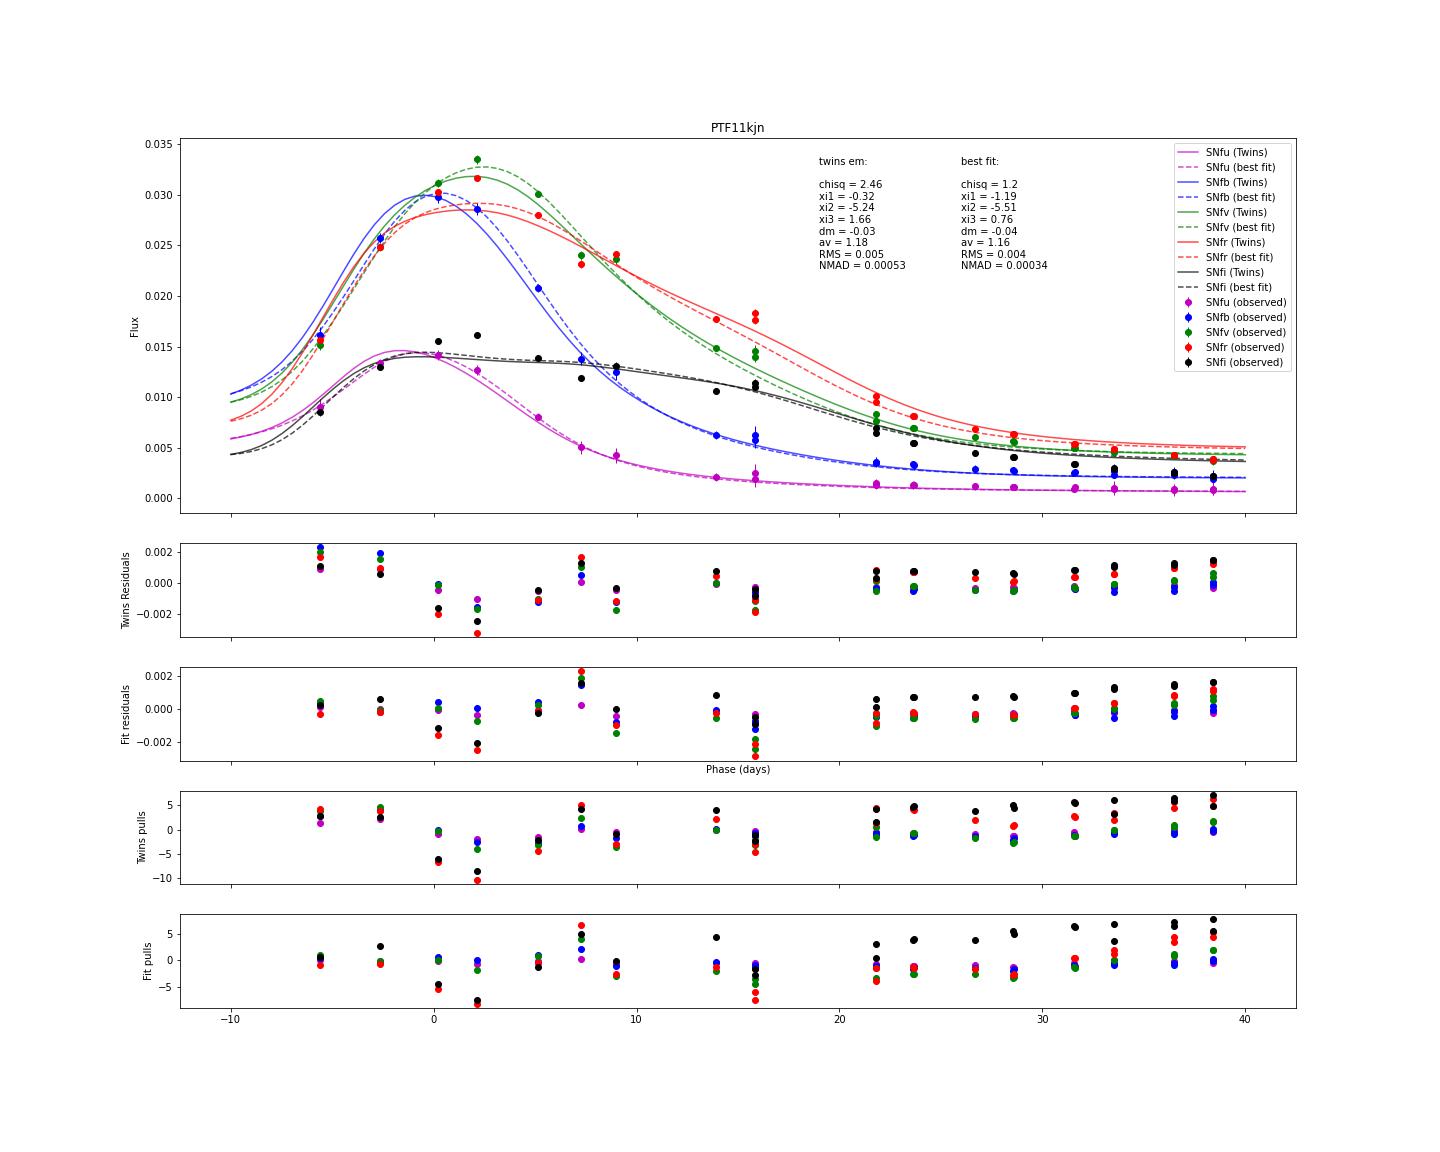 PTF11kjn
0.035
0.030
0.025
0.020
0.015
0.010
0.005
0.000
Flux
twins em:
chisq = 2.46
xi1 = -0.32
xi2 = -5.24
xi3 = 1.66
dm = -0.03
av = 1.18
RMS = 0.005
NMAD = 0.00053
best fit:
chisq = 1.2
xi1 = -1.19
xi2 = -5.51
xi3 = 0.76
dm = -0.04
av = 1.16
RMS = 0.004
NMAD = 0.00034
SNfu (Twins)
SNfu (best fit)
SNfb (Twins)
SNfb (best fit)
SNfv (Twins)
SNfv (best fit)
SNfr (Twins)
SNfr (best fit)
SNfi (Twins)
SNfi (best fit)
SNfu (observed)
SNfb (observed)
SNfv (observed)
SNfr (observed)
SNfi (observed)
0.002
0.000
−0.002
Twins Residuals
0.002
0.000
−0.002
Fit residuals
Phase (days)
5
0
−5
−10
Twins pulls
5
0
−5
Fit pulls
−10
0
10
20
30
40